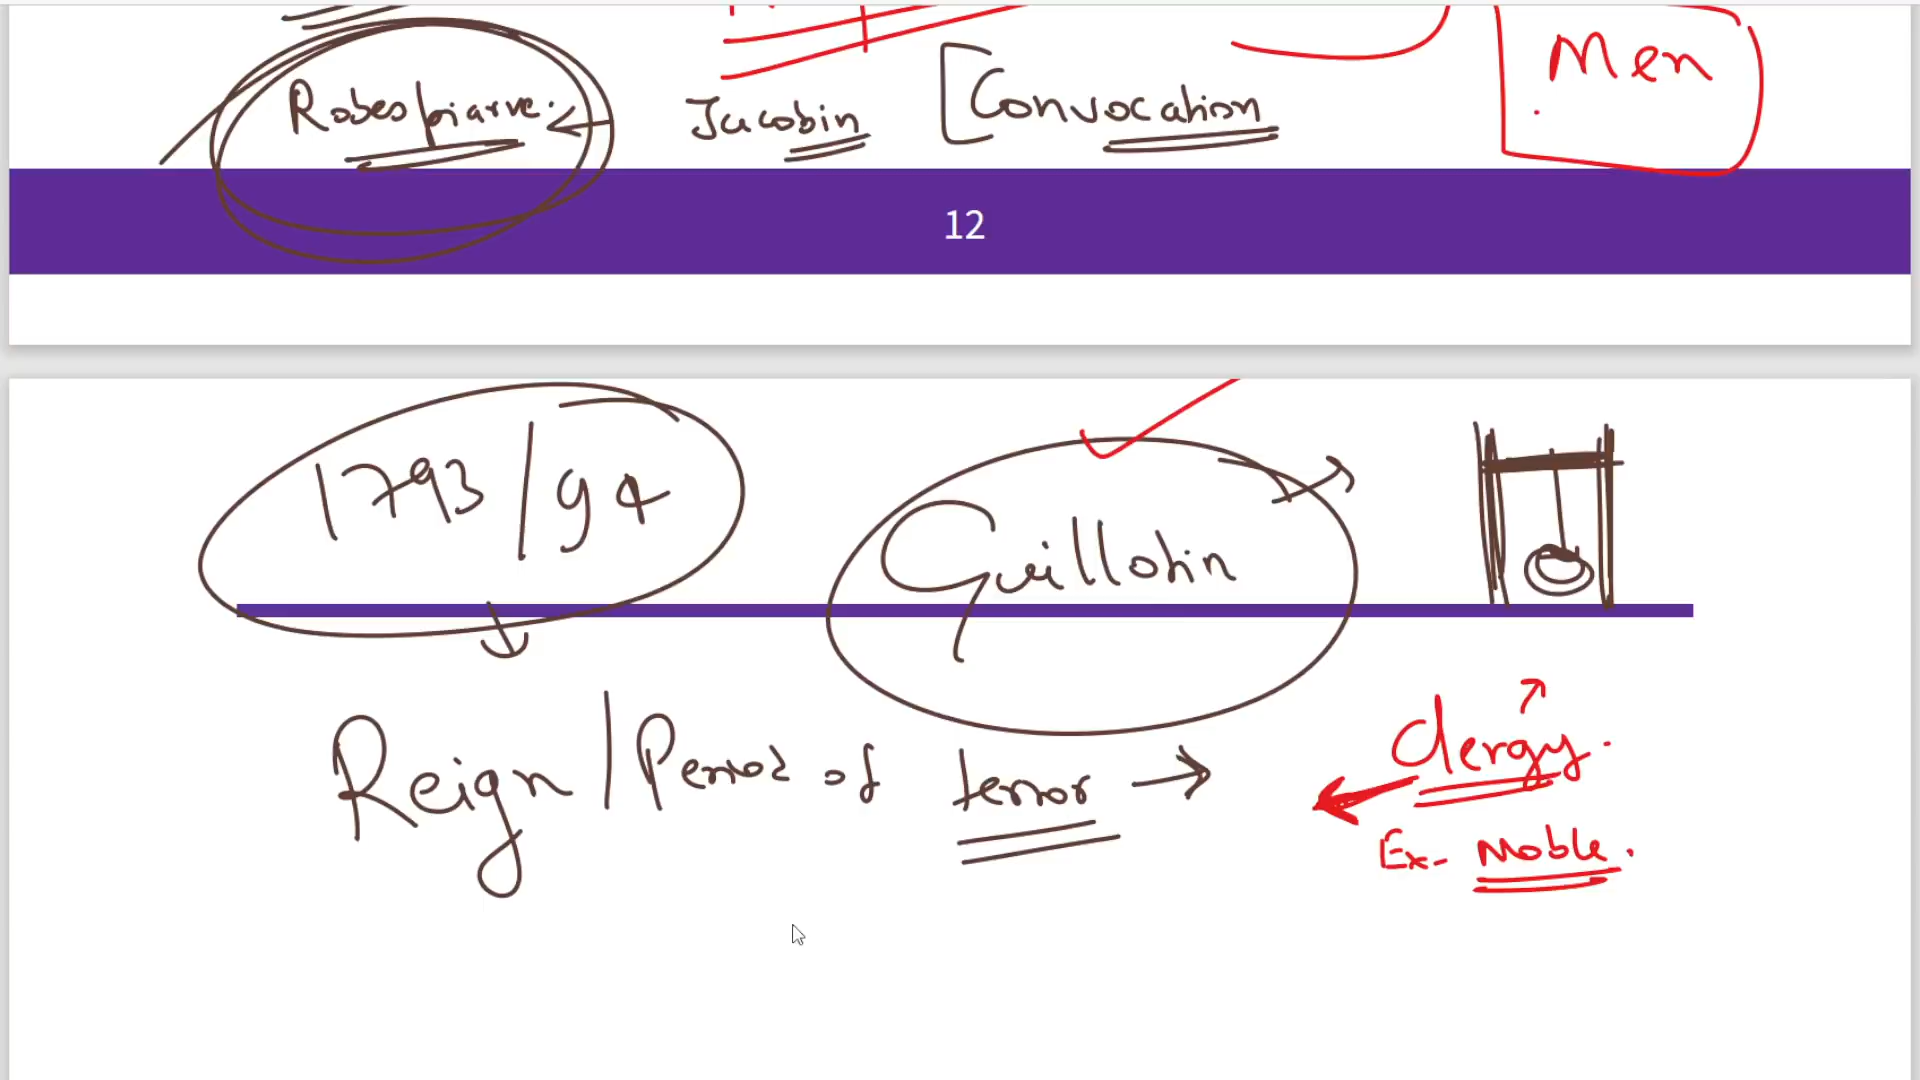 Men
Robespiarre. Jacobin [Convocation
12
1793/94
Guillotin
Reign/Period of terror →
clergy.
Ex- Noble.